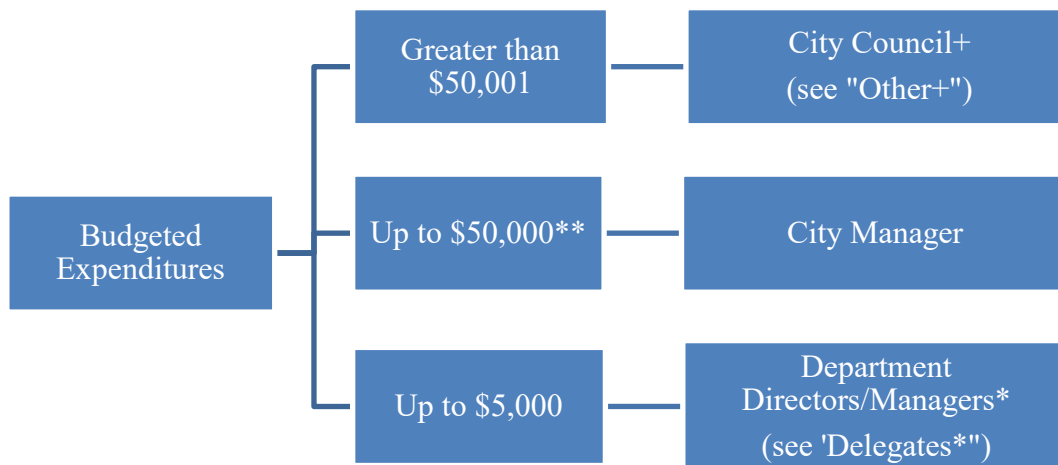 Budgeted
Expenditures
Greater than
$50,001
City Council+
(see "Other+")
Up to $50,000**
City Manager
Up to $5,000
Department
Directors/Managers*
(see 'Delegates*")